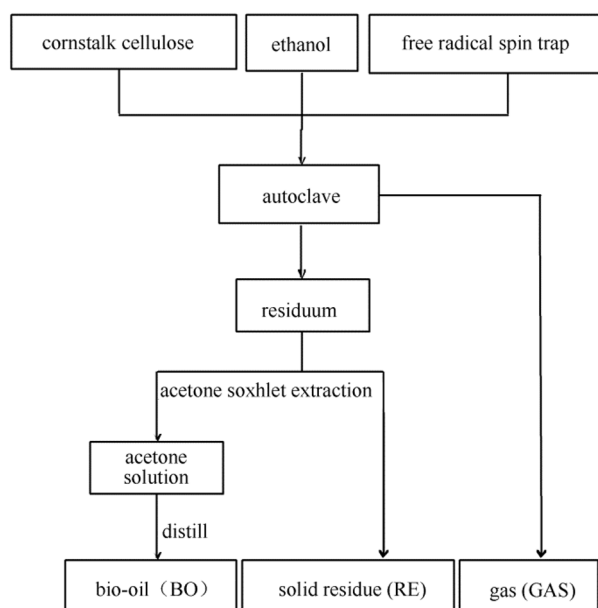 cornstalk cellulose
ethanol
free radical spin trap
autoclave
residuum
acetone soxhlet extraction
acetone
solution
distill
bio-oil（BO）
solid residue (RE)
gas (GAS)